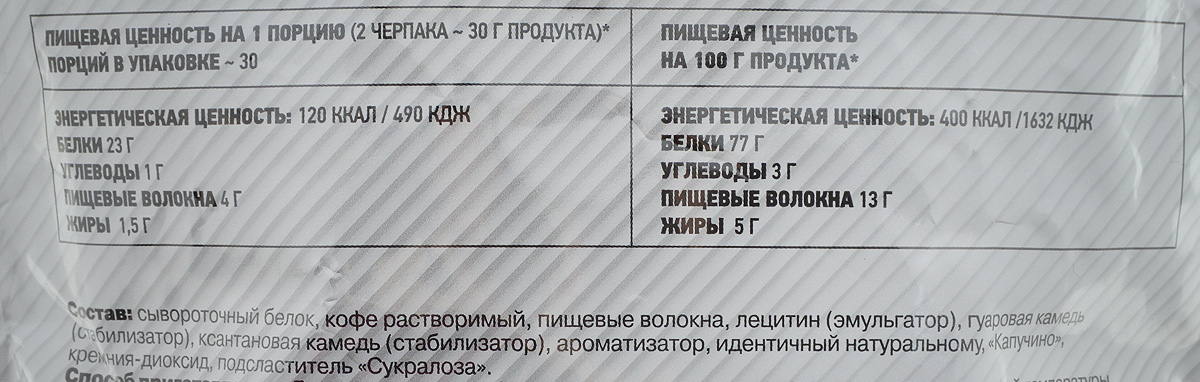 ПИЩЕВАЯ ЦЕННОСТЬ НА 1 ПОРЦИЮ (2 ЧЕРПАКА ~ 30 Г ПРОДУКТА)*
ПОРЦИЙ В УПАКОВКЕ ~ 30
ПИЩЕВАЯ ЦЕННОСТЬ
НА 100 Г ПРОДУКТА*
ЭНЕРГЕТИЧЕСКАЯ ЦЕННОСТЬ: 120 ККАЛ / 490 КДЖ
БЕЛКИ 23 Г
УГЛЕВОДЫ 1 Г
ПИЩЕВЫЕ ВОЛОКНА 4 Г
ЖИРЫ 1,5 Г
ЭНЕРГЕТИЧЕСКАЯ ЦЕННОСТЬ: 400 ККАЛ /1632 КДЖ
БЕЛКИ 77 Г
УГЛЕВОДЫ 3 Г
ПИЩЕВЫЕ ВОЛОКНА 13 Г
ЖИРЫ 5 Г
Состав: сывороточный белок, кофе растворимый, пищевые волокна, лецитин (эмульгатор), гуаровая камедь
(стабилизатор), ксантановая камедь (стабилизатор), ароматизатор, идентичный натуральному, «Капучино»,
кремния-диоксид, подсластитель «Сукралоза».